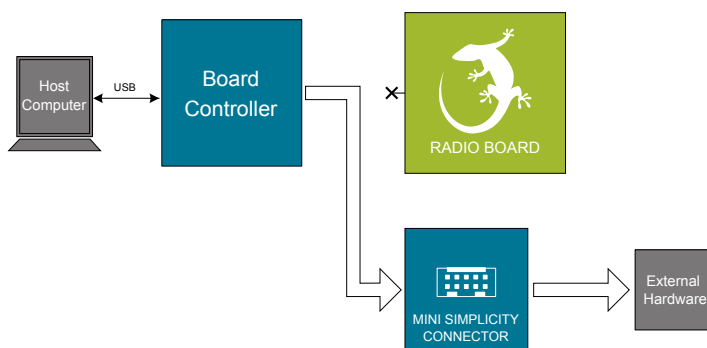 Host
Computer
USB
Board
Controller
RADIO BOARD
MINI SIMPLICITY
CONNECTOR
External
Hardware